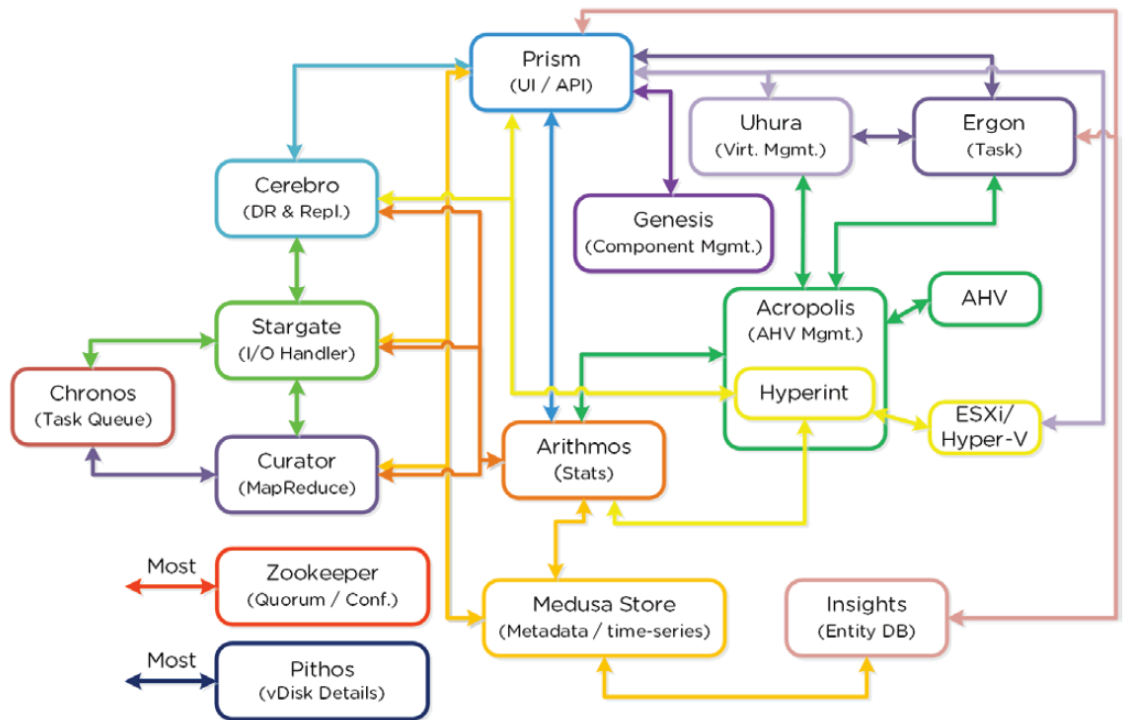 Prism
(UI / API)
Uhura
(Virt. Mgmt.)
Ergon
(Task)
Cerebro
(DR & Repl.)
Genesis
(Component Mgmt.)
Stargate
(I/O Handler)
Acropolis
(AHV Mgmt.)
AHV
Chronos
(Task Queue)
Hyperint
ESXi/
Hyper-V
Curator
(MapReduce)
Arithmos
(Stats)
Most
Zookeeper
(Quorum / Conf.)
Medusa Store
(Metadata / time-series)
Insights
(Entity DB)
Most
Pithos
(vDisk Details)